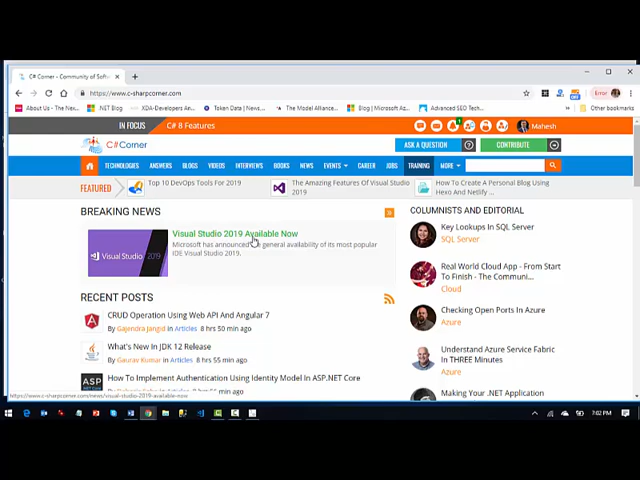 C# Corner - Community of Softw
https://www.c-sharpcorner.com
Error
About Us - The Nex...
.NET Blog
XDA-Developers An...
Token Data | News...
The Model Alliance...
Blog | Microsoft Az...
Advanced SEO Tech...
Other bookmarks
IN FOCUS
C# 8 Features
Mahesh
C#Corner
ASK A QUESTION
CONTRIBUTE
TECHNOLOGIES ANSWERS BLOGS VIDEOS INTERVIEWS BOOKS NEWS EVENTS CAREER JOBS TRAINING MORE
FEATURED
Top 10 DevOps Tools For 2019
The Amazing Features Of Visual Studio
2019
How To Create A Personal Blog Using
Hexo And Netlify ...
BREAKING NEWS
Visual Studio 2019 Available Now
Microsoft has announced general availability of its most popular
IDE Visual Studio 2019.
Visual Studio 2019
RECENT POSTS
CRUD Operation Using Web API And Angular 7
By Gajendra Jangid in Articles 8 hrs 50 min ago
What's New In JDK 12 Release
By Gaurav Kumar in Articles 8 hrs 55 min ago
ASP
How To Implement Authentication Using Identity Model In ASP.NET Core
COLUMNISTS AND EDITORIAL
Key Lookups In SQL Server
SQL Server
Real World Cloud App - From Start
To Finish - The Communi...
Cloud
Checking Open Ports In Azure
Azure
Understand Azure Service Fabric
In THREE Minutes
Azure
Making Your .NET Application
https://www.c-sharpcorner.com/news/visual-studio-2019-available-now
7:02 PM